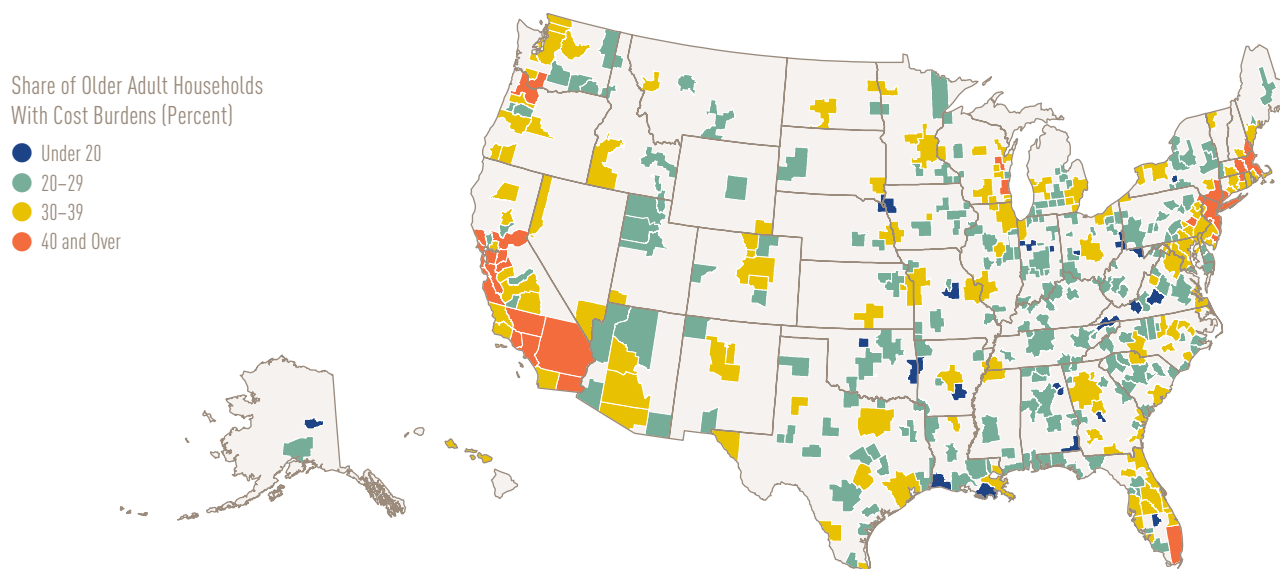 Share of Older Adult Households
With Cost Burdens (Percent)
Under 20
20–29
30–39
40 and Over